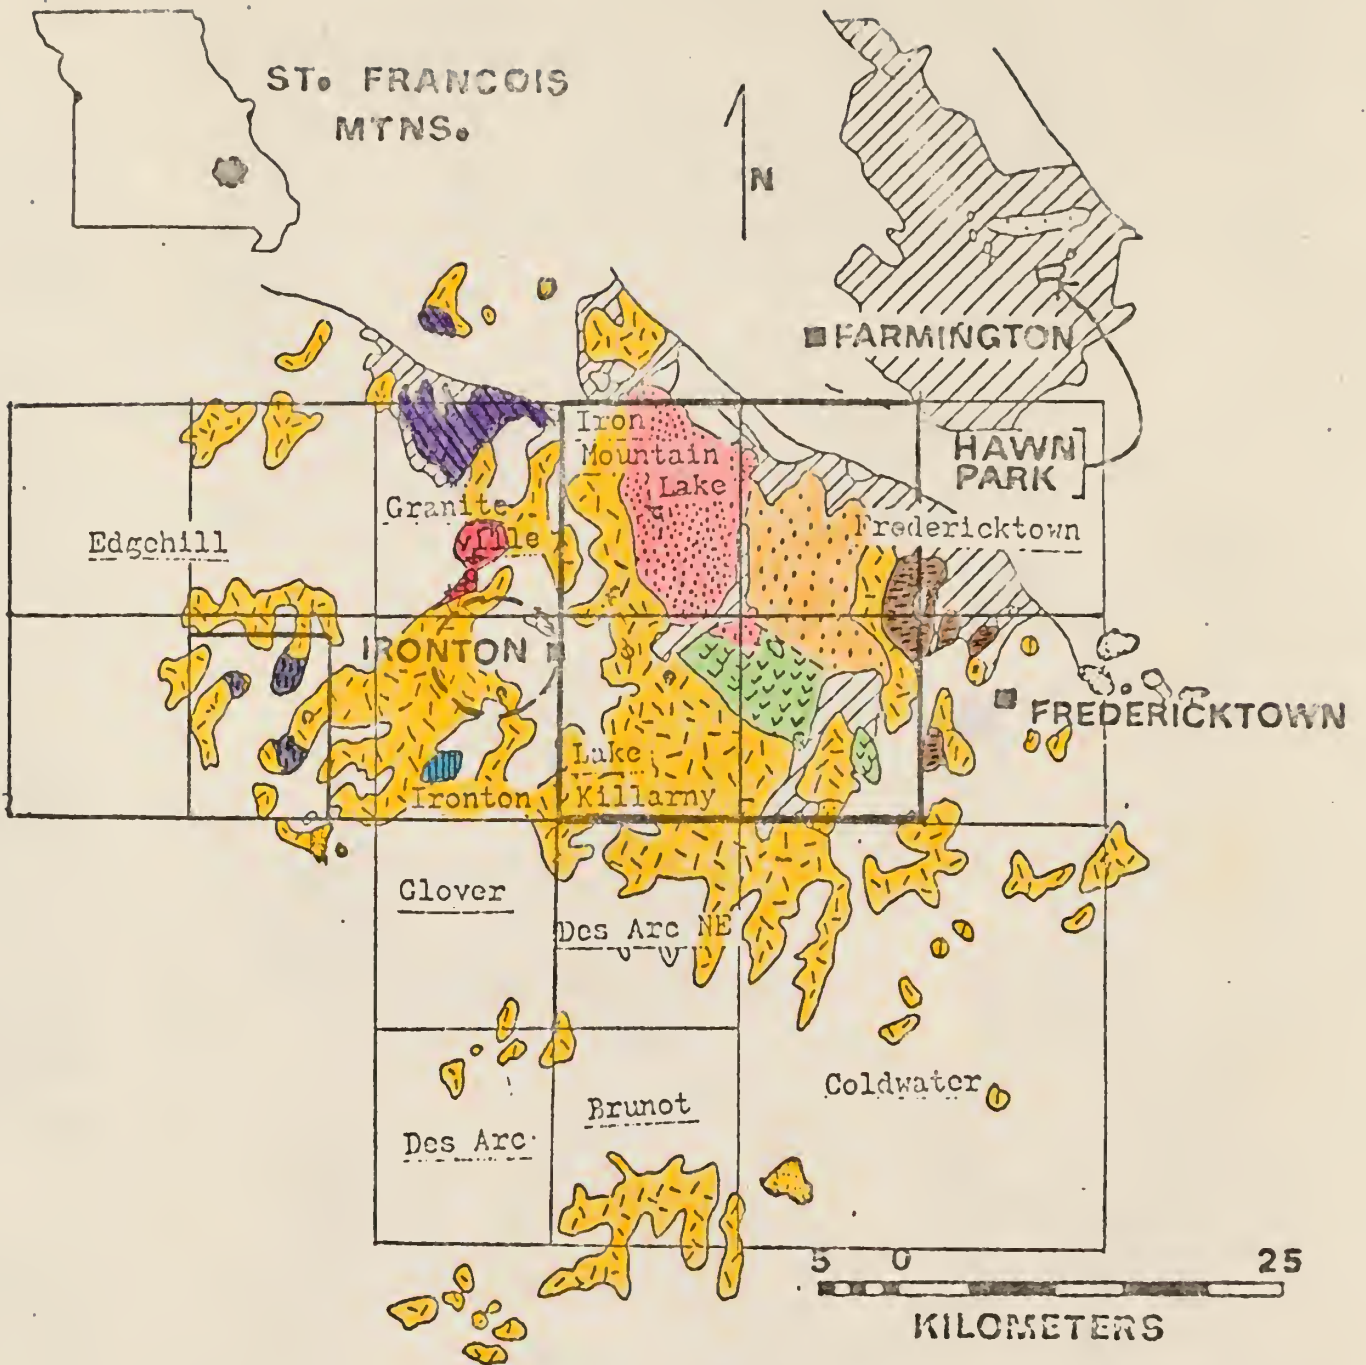 ST. FRANCOIS
MTNS.
N
FARMINGTON
Iron
Mountain
Lake
HAWN
PARK
Granite-
ville
Fredericktown
Edgehill
IRONTON
FREDERICKTOWN
Lake
Killarny
Ironton
Glover
Des Arc NE
Coldwater
Brunot
Des Arc
5 0 25
KILOMETERS